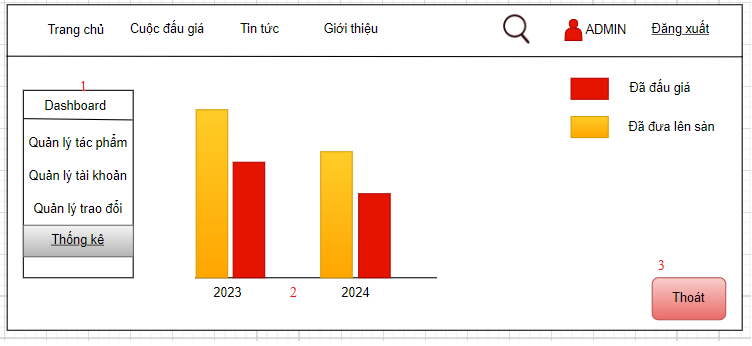 Trang chủ Cuộc đấu giá Tin tức Giới thiệu ADMIN Đăng xuất
1
Dashboard
Quản lý tác phẩm
Quản lý tài khoản
Quản lý trao đổi
Thống kê
Đã đấu giá
Đã đưa lên sàn
2023 2 2024
3
Thoát